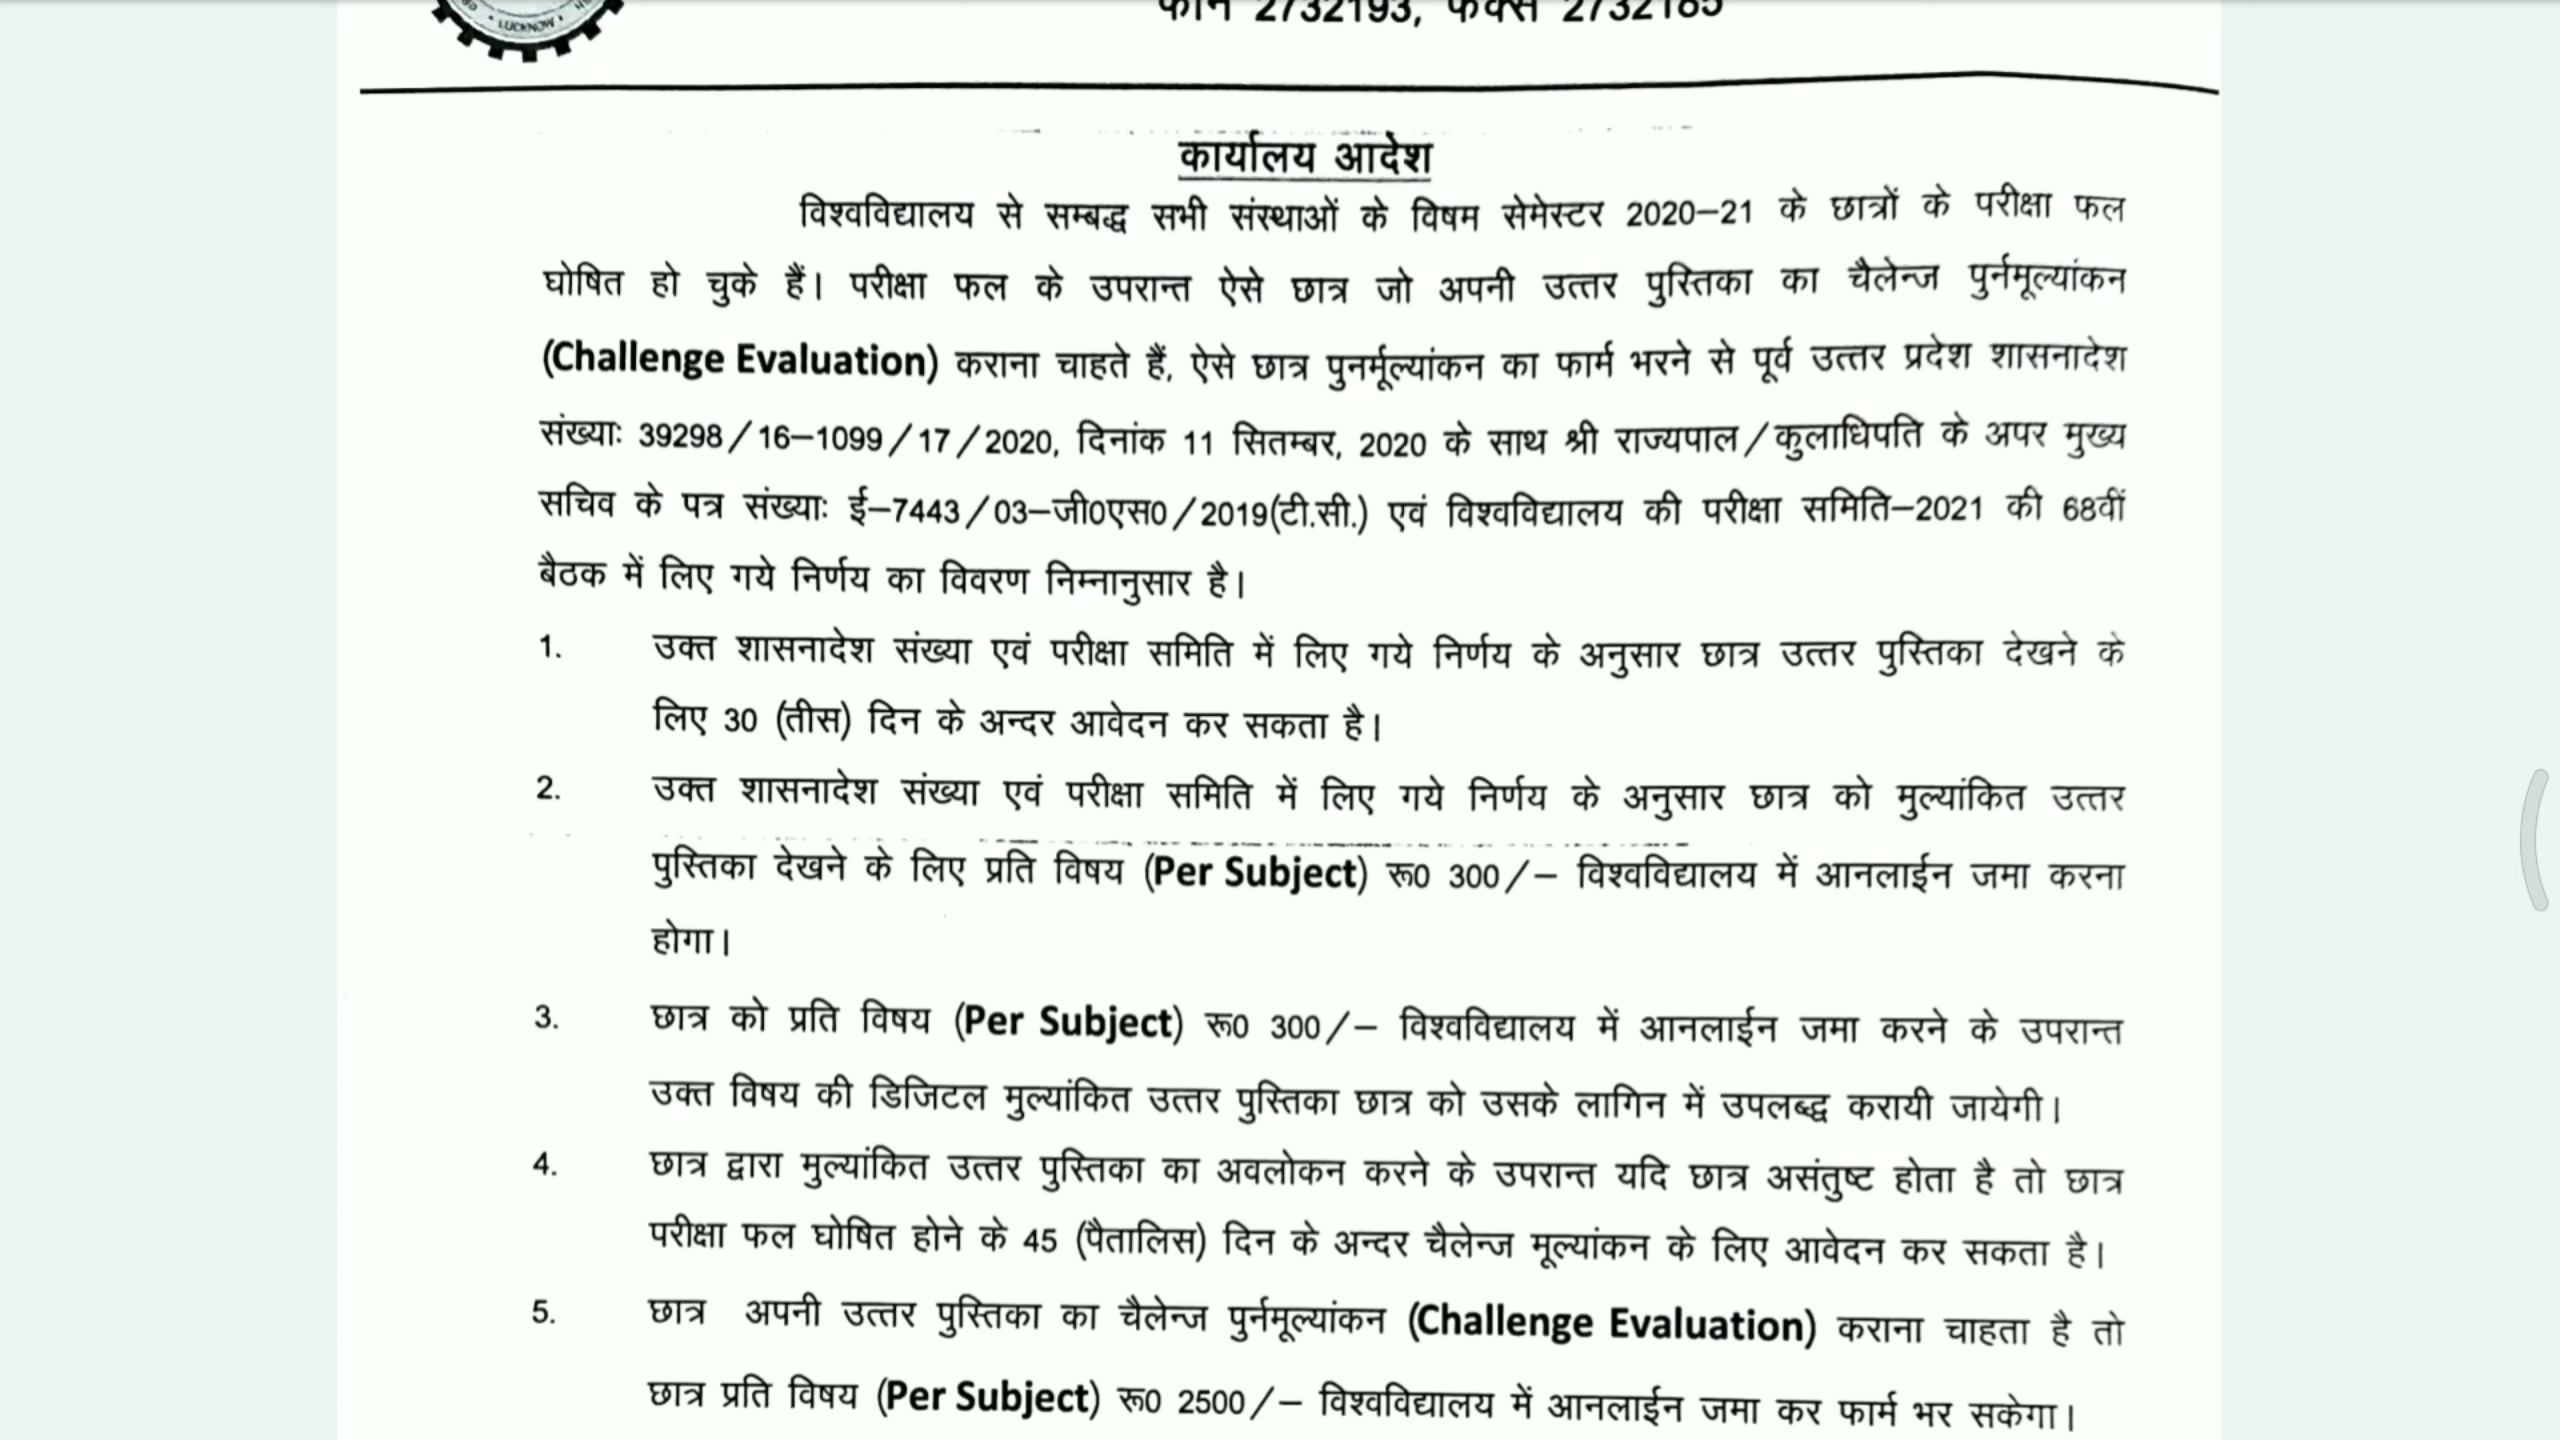 LUCKNOW
फोन 2732193, फैक्स 2732185
कार्यालय आदेश
विश्वविद्यालय से सम्बद्ध सभी संस्थाओं के विषम सेमेस्टर 2020–21 के छात्रों के परीक्षा फल
घोषित हो चुके हैं। परीक्षा फल के उपरान्त ऐसे छात्र जो अपनी उत्तर पुस्तिका का चैलेन्ज पुर्नमूल्यांकन
(Challenge Evaluation) कराना चाहते हैं, ऐसे छात्र पुनर्मूल्यांकन का फार्म भरने से पूर्व उत्तर प्रदेश शासनादेश
संख्याः 39298/16–1099/17/2020, दिनांक 11 सितम्बर, 2020 के साथ श्री राज्यपाल/कुलाधिपति के अपर मुख्य
सचिव के पत्र संख्याः ई–7443/03–जी0एस0/2019(टी.सी.) एवं विश्वविद्यालय की परीक्षा समिति–2021 की 68वीं
बैठक में लिए गये निर्णय का विवरण निम्नानुसार है।
1. उक्त शासनादेश संख्या एवं परीक्षा समिति में लिए गये निर्णय के अनुसार छात्र उत्तर पुस्तिका देखने के
लिए 30 (तीस) दिन के अन्दर आवेदन कर सकता है।
2. उक्त शासनादेश संख्या एवं परीक्षा समिति में लिए गये निर्णय के अनुसार छात्र को मुल्यांकित उत्तर
पुस्तिका देखने के लिए प्रति विषय (Per Subject) रू0 300/– विश्वविद्यालय में आनलाईन जमा करना
होगा।
3. छात्र को प्रति विषय (Per Subject) रू0 300/– विश्वविद्यालय में आनलाईन जमा करने के उपरान्त
उक्त विषय की डिजिटल मुल्यांकित उत्तर पुस्तिका छात्र को उसके लागिन में उपलब्द्ध करायी जायेगी।
4. छात्र द्वारा मुल्यांकित उत्तर पुस्तिका का अवलोकन करने के उपरान्त यदि छात्र असंतुष्ट होता है तो छात्र
परीक्षा फल घोषित होने के 45 (पैतालिस) दिन के अन्दर चैलेन्ज मूल्यांकन के लिए आवेदन कर सकता है।
5. छात्र अपनी उत्तर पुस्तिका का चैलेन्ज पुर्नमूल्यांकन (Challenge Evaluation) कराना चाहता है तो
छात्र प्रति विषय (Per Subject) रू0 2500/– विश्वविद्यालय में आनलाईन जमा कर फार्म भर सकेगा।